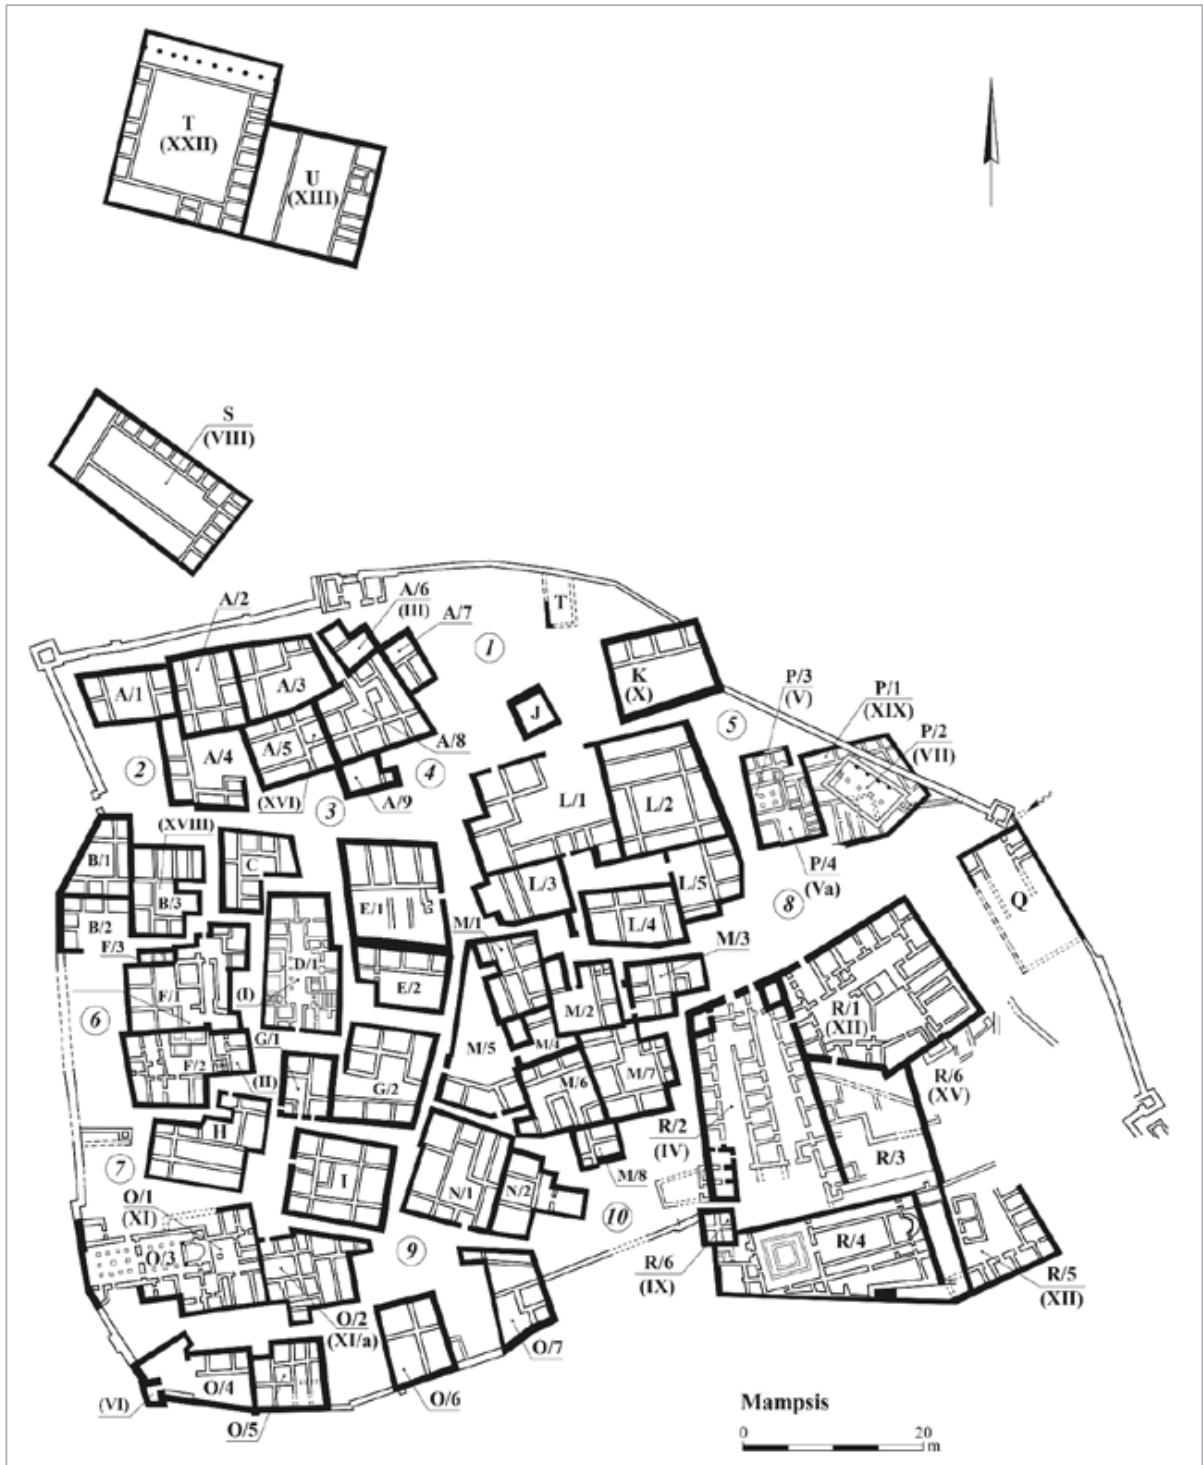 T
(XXII)
U
(XIII)
S
(VIII)
A/2
A/6
(III)
A/7
1
T
A/1
A/3
K
(X)
P/3
(V)
P/1
(XIX)
P/2
(VII)
J
5
2
A/4
A/5
A/8
4
(XVI)
3
A/9
L/1
L/2
(XVIII)
B/1
C
P/4
(Va)
B/3
E/1
L/3
L/5
8
Q
B/2
L/4
F/3
M/1
M/3
D/1
F/1
(I)
E/2
R/1
(XII)
6
M/2
G/1
M/4
M/5
F/2
(II)
G/2
M/6
M/7
R/6
(XV)
H
R/2
(IV)
R/3
7
I
M/8
O/1
(XI)
N/1
N/2
10
O/3
9
R/4
R/6
(IX)
R/5
(XII)
O/2
(XI/a)
O/7
O/4
(VI)
O/6
O/5
Mampsis
0 20
m